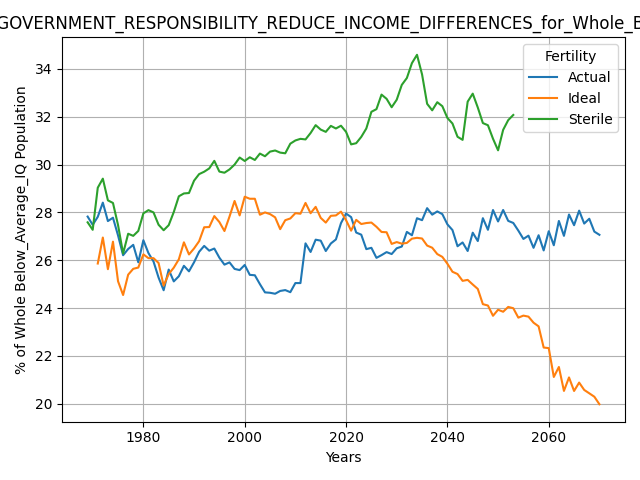 GOVERNMENT_RESPONSIBILITY_REDUCE_INCOME_DIFFERENCES_for_Whole_B
% of Whole Below_Average_IQ Population
34
32
30
28
26
24
22
20
Fertility
Actual
Ideal
Sterile
1980
2000
2020
2040
2060
Years